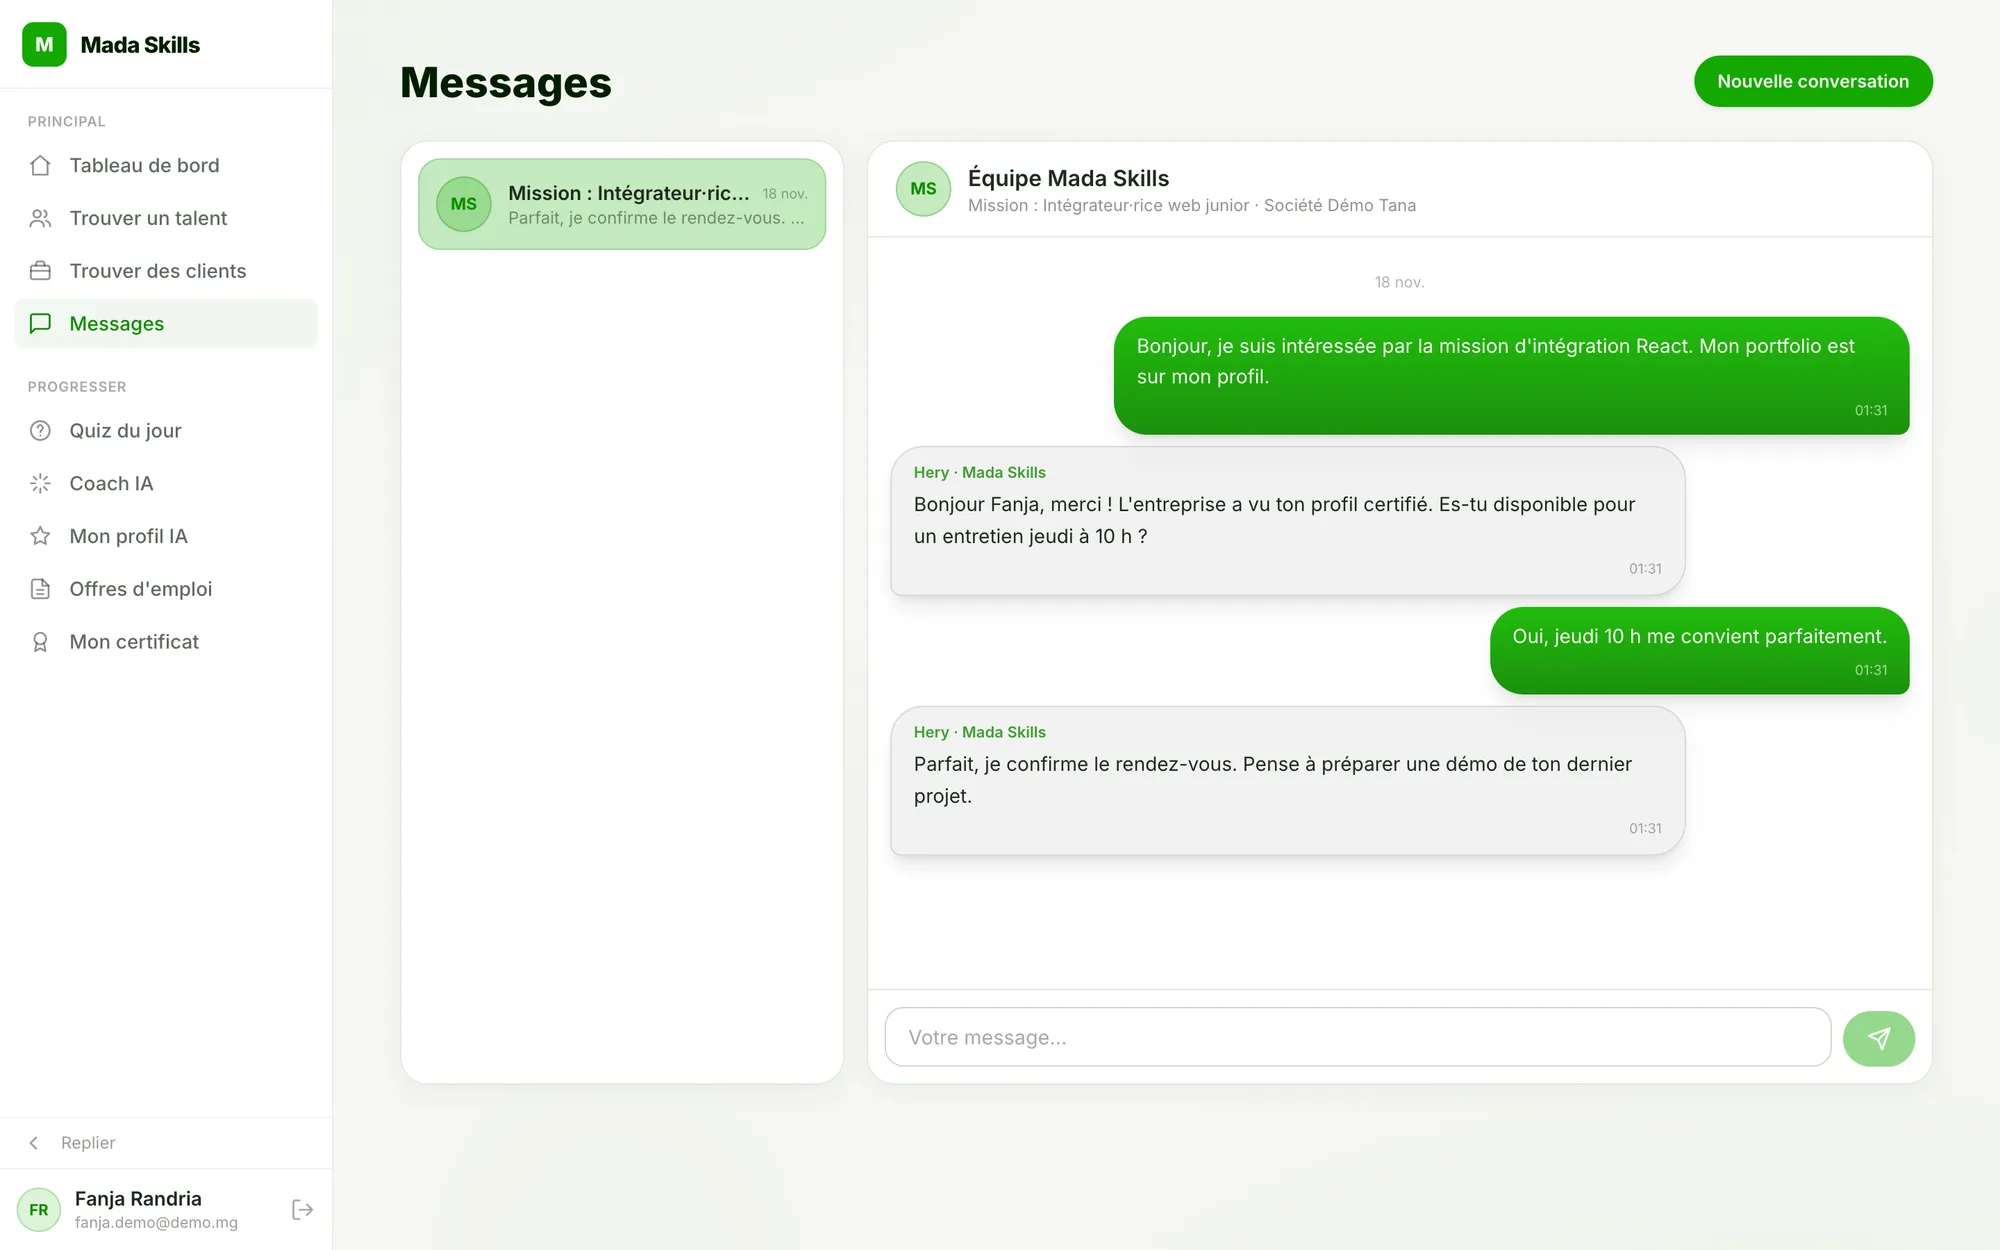 M
Mada Skills
PRINCIPAL
Tableau de bord
Trouver un talent
Trouver des clients
Messages
PROGRESSER
Quiz du jour
Coach IA
Mon profil IA
Offres d'emploi
Mon certificat
Replier
FR
Fanja Randria
fanja.demo@demo.mg
Messages
Nouvelle conversation
MS
Mission : Intégrateur·ric...
18 nov.
Parfait, je confirme le rendez-vous. ...
MS
Équipe Mada Skills
Mission : Intégrateur·rice web junior · Société Démo Tana
18 nov.
Bonjour, je suis intéressée par la mission d'intégration React. Mon portfolio est
sur mon profil.
01:31
Hery · Mada Skills
Bonjour Fanja, merci ! L'entreprise a vu ton profil certifié. Es-tu disponible pour
un entretien jeudi à 10 h ?
01:31
Oui, jeudi 10 h me convient parfaitement.
01:31
Hery · Mada Skills
Parfait, je confirme le rendez-vous. Pense à préparer une démo de ton dernier
projet.
01:31
Votre message...